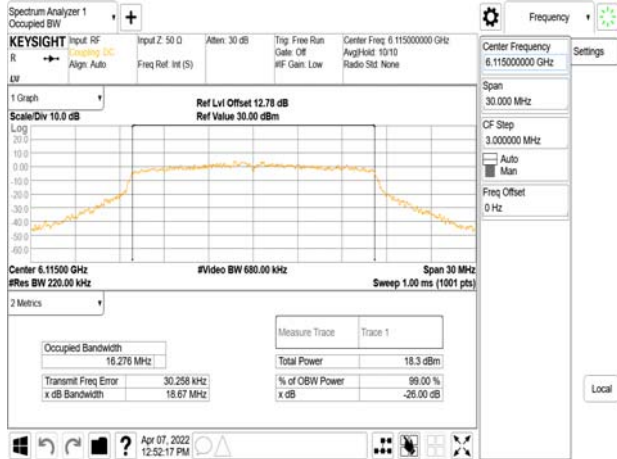 Spectrum Analyzer 1
Occupied BW
+
Frequency
KEYSIGHT Input: RF Input Z: 50 Ω Atten: 30 dB Trig: Free Run Center Freq: 6.115000000 GHz
R Coupling: DC Gate: Off Avg|Hold: 10/10
Align: Auto Freq Ref: Int (S) #IF Gain: Low Radio Std: None
LXI
Center Frequency
6.115000000 GHz
Settings
Span
30.000 MHz
CF Step
3.000000 MHz
Auto
Man
Freq Offset
0 Hz
Local
1 Graph
Ref Lvl Offset 12.78 dB
Scale/Div 10.0 dB Ref Value 30.00 dBm
Log
20.0
10.0
0.00
-10.0
-20.0
-30.0
-40.0
-50.0
-60.0
Center 6.11500 GHz #Video BW 680.00 kHz Span 30 MHz
#Res BW 220.00 kHz Sweep 1.00 ms (1001 pts)
2 Metrics
Measure Trace Trace 1
Occupied Bandwidth
16.276 MHz Total Power 18.3 dBm
Transmit Freq Error 30.258 kHz % of OBW Power 99.00 %
x dB Bandwidth 18.67 MHz x dB -26.00 dB
? Apr 07, 2022
12:52:17 PM